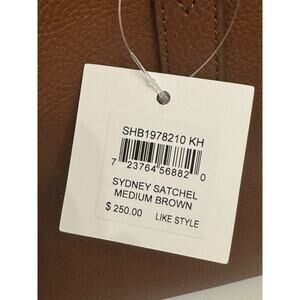 SHB1978210 KH
7 23764 56882 0
SYDNEY SATCHEL
MEDIUM BROWN
$ 250.00 LIKE STYLE